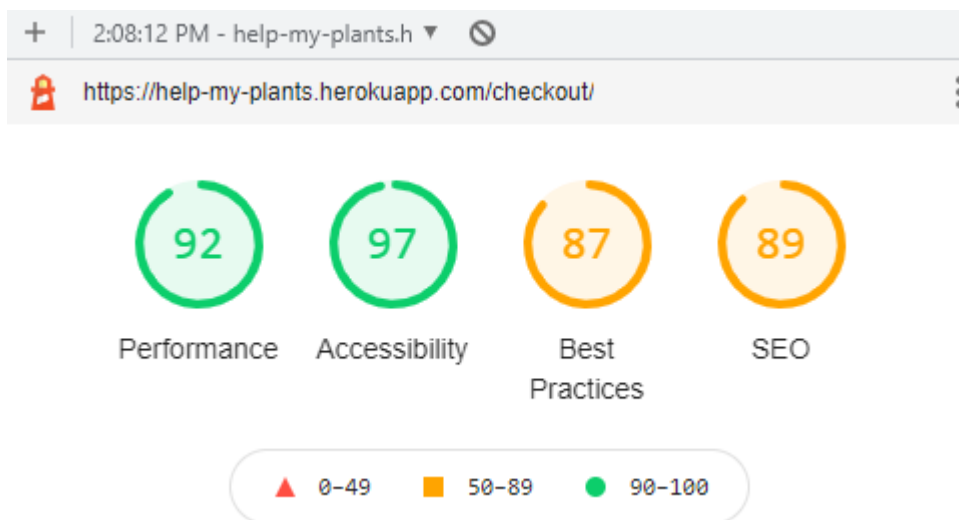 2:08:12 PM - help-my-plants.h
https://help-my-plants.herokuapp.com/checkout/
92 97 87 89
Performance Accessibility Best Practices SEO
0–49 50–89 90–100